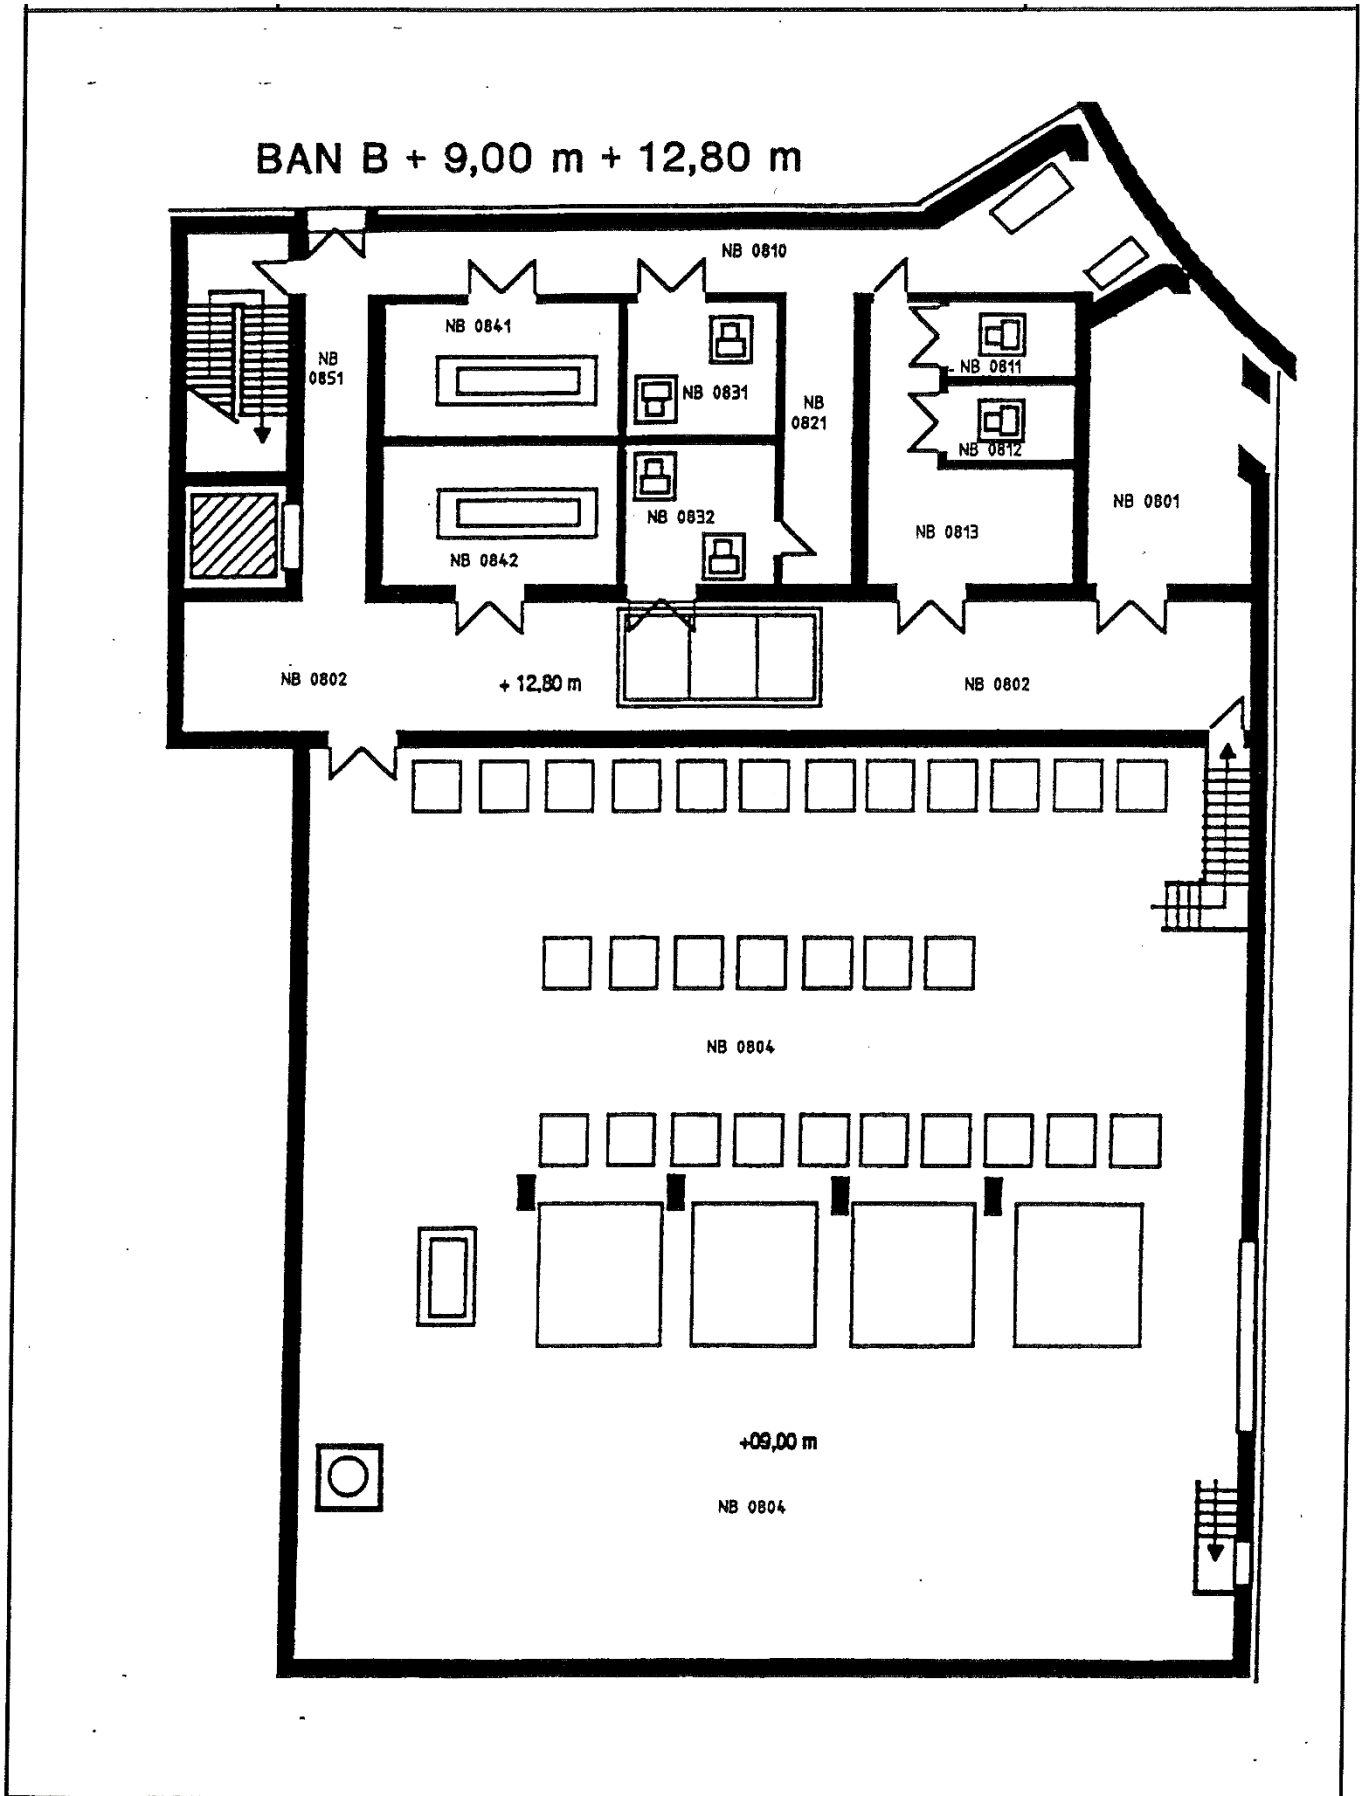 BAN B + 9,00 m + 12,80 m
NB 0810
NB 0841
NB
0851
NB 0811
NB 0831
NB
0821
NB 0812
NB 0801
NB 0832
NB 0813
NB 0842
NB 0802
+ 12,80 m
NB 0802
NB 0804
+09,00 m
NB 0804